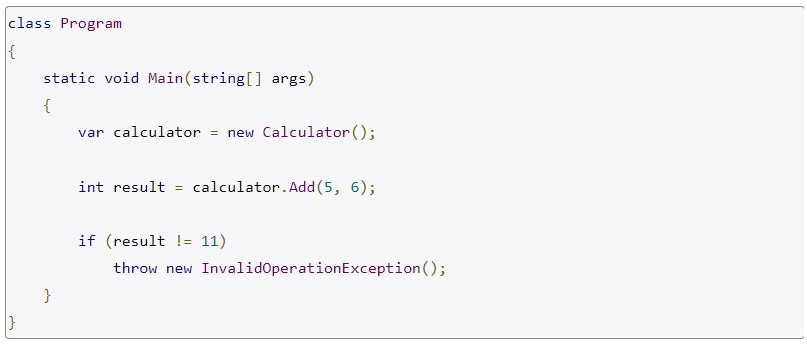 class Program
{
    static void Main(string[] args)
    {
        var calculator = new Calculator();

        int result = calculator.Add(5, 6);

        if (result != 11)
            throw new InvalidOperationException();
    }
}